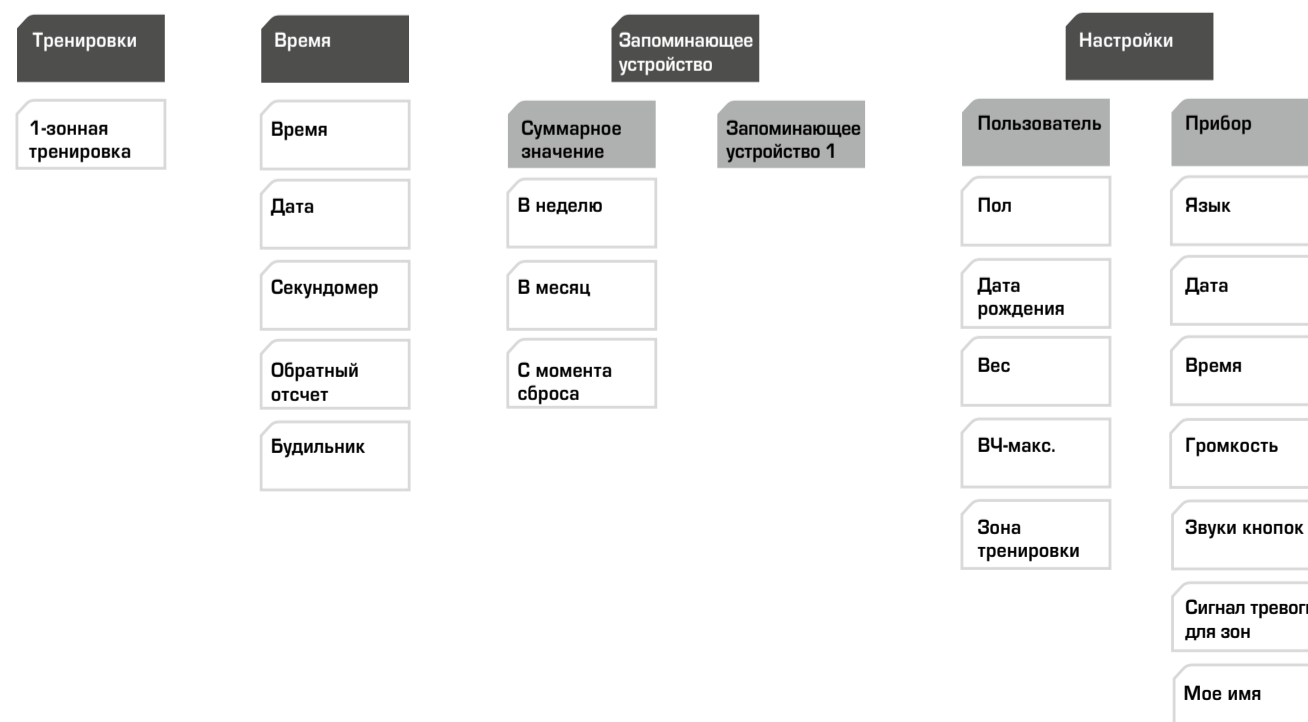 Тренировки
1-зонная
тренировка
Время
Время
Дата
Секундомер
Обратный
отсчет
Будильник
Запоминающее
устройство
Суммарное
значение
В неделю
В месяц
С момента
сброса
Запоминающее
устройство 1
Настройки
Пользователь
Пол
Дата
рождения
Вес
ВЧ-макс.
Зона
тренировки
Прибор
Язык
Дата
Время
Громкость
Звуки кнопок
Сигнал
для зон
Мое имя